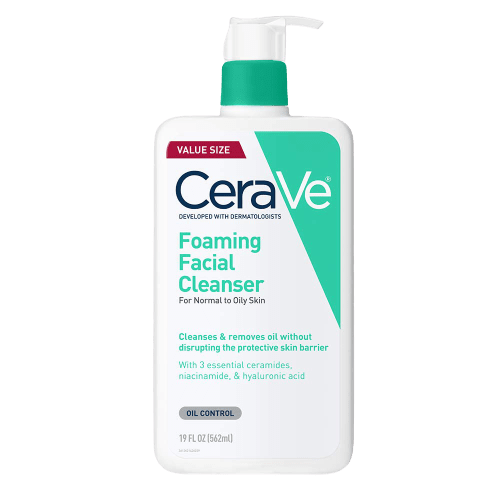 VALUE SIZE
CeraVe®
DEVELOPED WITH DERMATOLOGISTS
Foaming
Facial
Cleanser
For Normal to Oily Skin
Cleanses & removes oil without
disrupting the protective skin barrier
With 3 essential ceramides,
niacinamide, & hyaluronic acid
OIL CONTROL
19 FL OZ (562ml)